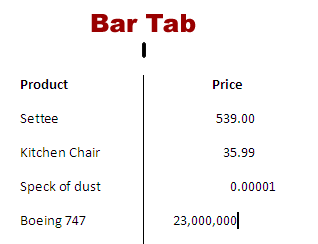 Bar Tab
Product Price
Settee 539.00
Kitchen Chair 35.99
Speck of dust 0.00001
Boeing 747 23,000,000